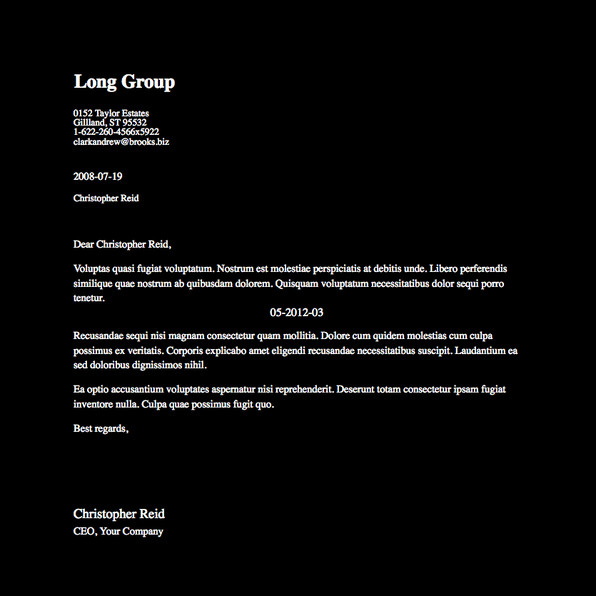 Long Group
0152 Taylor Estates
Gillland, ST 95532
1-622-260-4566x5922
clarkandrew@brooks.biz
2008-07-19
Christopher Reid
Dear Christopher Reid,
Voluptas quasi fugiat voluptatum. Nostrum est molestiae perspiciatis at debitis unde. Libero perferendis
similique quae nostrum ab quibusdam dolorem. Quisquam voluptatum necessitatibus dolor sequi porro
tenetur.
05-2012-03
Recusandae sequi nisi magnam consectetur quam mollitia. Dolore cum quidem molestias cum culpa
possimus ex veritatis. Corporis explicabo amet eligendi recusandae necessitatibus suscipit. Laudantium ea
sed doloribus dignissimos nihil.
Ea optio accusantium voluptates aspernatur nisi reprehenderit. Deserunt totam consectetur ipsam fugiat
inventore nulla. Culpa quae possimus fugit quo.
Best regards,
Christopher Reid
CEO, Your Company